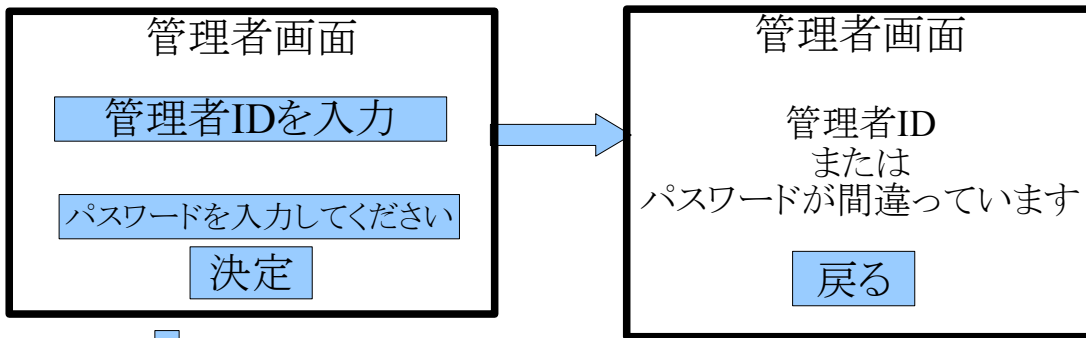 管理者画面
管理者IDを入力
パスワードを入力してください
決定
管理者画面
管理者ID
または
パスワードが間違っています
戻る